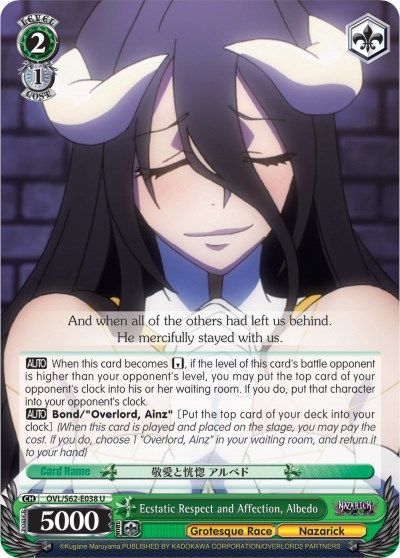 LEVEL
2
1
COST
And when all of the others had left us behind.
He mercifully stayed with us.
AUTO When this card becomes [ ], if the level of this card's battle opponent
is higher than your opponent's level, you may put the top card of your
opponent's clock into his or her waiting room. If you do, put that character
into your opponent's clock.
AUTO Bond/"Overlord, Ainz" [Put the top card of your deck into your
clock] (When this card is played and placed on the stage, you may pay the
cost. If you do, choose 1 "Overlord, Ainz" in your waiting room, and return it
to your hand)
Card Name
敬愛と恍惚 アルベド
CH OVL/S62-E038 U
5000
Ecstatic Respect and Affection, Albedo
NAZARICK
Grotesque Race
Nazarick
©Kugane Maruyama,PUBLISHED BY KADOKAWA CORPORATION/OVERLORD2 PARTNERS